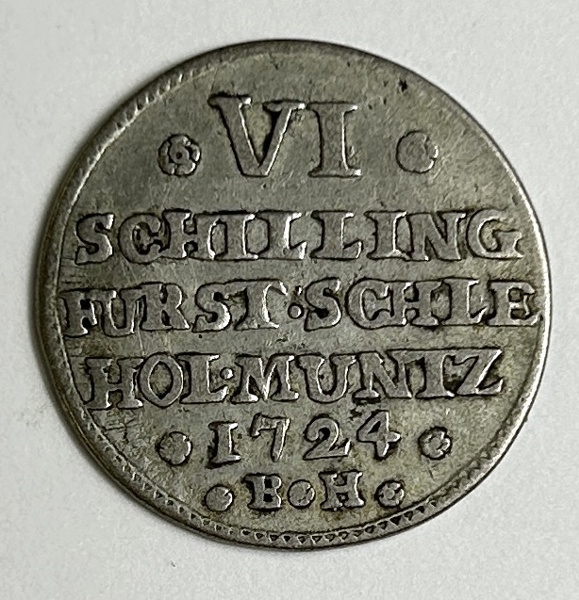 VI
SCHILLING
FURST·SCHLE
HOL·MUNTZ
1724
B·H